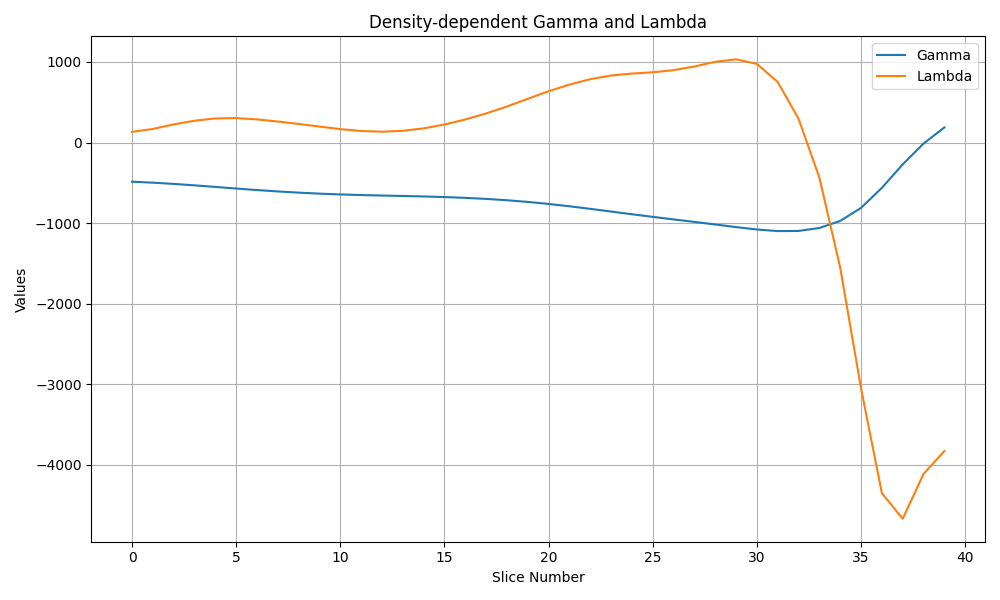 Density-dependent Gamma and Lambda
Gamma
Lambda
1000
0
−1000
−2000
−3000
−4000
Values
0 5 10 15 20 25 30 35 40
Slice Number